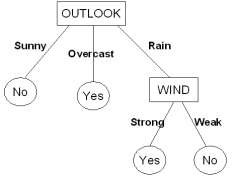 OUTLOOK
Sunny
Overcast
Rain
No
Yes
WIND
Strong
Weak
Yes
No